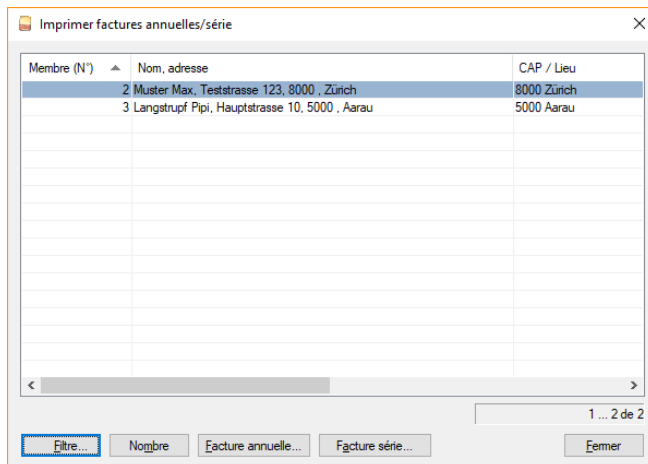 Imprimer factures annuelles/série
Membre (N°) Nom, adresse CAP / Lieu
2 Muster Max, Teststrasse 123, 8000 , Zürich 8000 Zürich
3 Langstrupf Pipi, Hauptstrasse 10, 5000 , Aarau 5000 Aarau
1 ... 2 de 2
Filtre... Nombre Facture annuelle... Facture série... Fermer